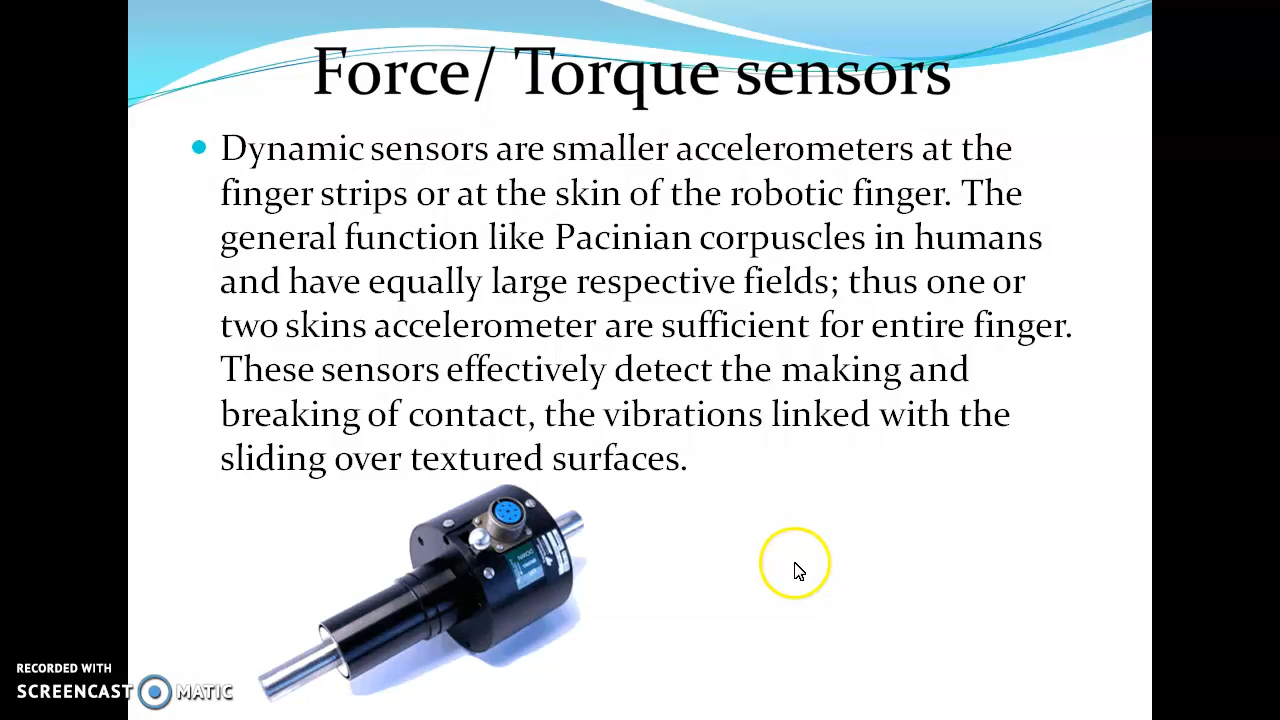 Force/ Torque sensors
Dynamic sensors are smaller accelerometers at the
finger strips or at the skin of the robotic finger. The
general function like Pacinian corpuscles in humans
and have equally large respective fields; thus one or
two skins accelerometer are sufficient for entire finger.
These sensors effectively detect the making and
breaking of contact, the vibrations linked with the
sliding over textured surfaces.
RECORDED WITH
SCREENCAST MATIC